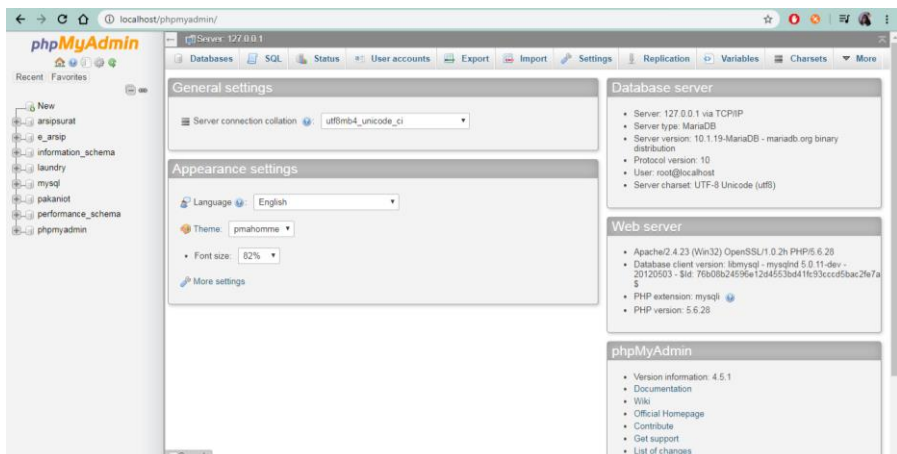 localhost/phpmyadmin/
phpMyAdmin
Recent Favorites
New
arsipsurat
e_arsip
information_schema
laundry
mysql
pakaniot
performance_schema
phpmyadmin
Server: 127.0.0.1
Databases SQL Status User accounts Export Import Settings Replication Variables Charsets More
General settings
Server connection collation : utf8mb4_unicode_ci
Appearance settings
Language : English
Theme: pmahomme
Font size: 82%
More settings
Database server
Server: 127.0.0.1 via TCP/IP
Server type: MariaDB
Server version: 10.1.19-MariaDB - mariadb.org binary
distribution
Protocol version: 10
User: root@localhost
Server charset: UTF-8 Unicode (utf8)
Web server
Apache/2.4.23 (Win32) OpenSSL/1.0.2h PHP/5.6.28
Database client version: libmysql - mysqlnd 5.0.11-dev -
20120503 - $Id: 76b08b24596e12d4553bd41fc93cccd5bac2fe7a
$
PHP extension: mysqli
PHP version: 5.6.28
phpMyAdmin
Version information: 4.5.1
Documentation
Wiki
Official Homepage
Contribute
Get support
List of changes